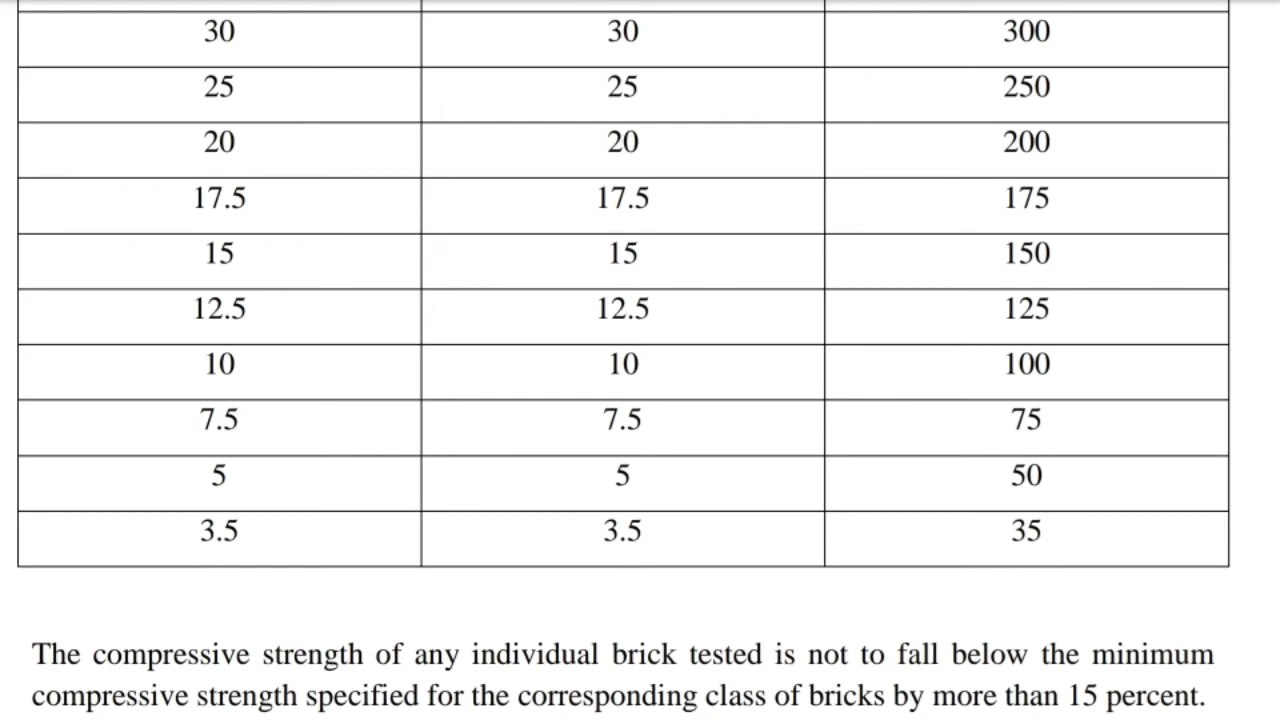 30 30 300
25 25 250
20 20 200
17.5 17.5 175
15 15 150
12.5 12.5 125
10 10 100
7.5 7.5 75
5 5 50
3.5 3.5 35
The compressive strength of any individual brick tested is not to fall below the minimum
compressive strength specified for the corresponding class of bricks by more than 15 percent.